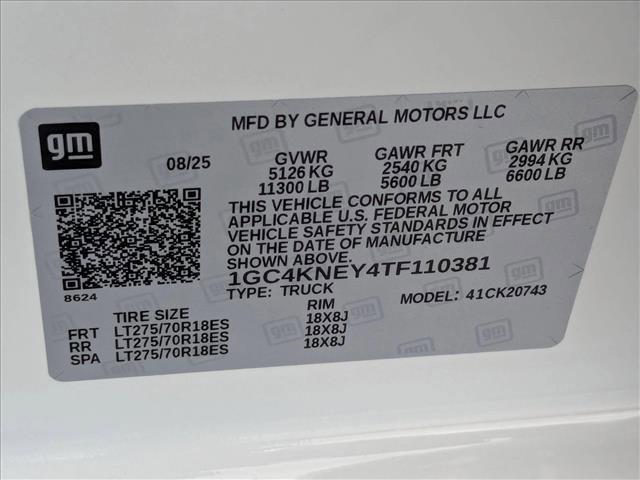 gm
MFD BY GENERAL MOTORS LLC
08/25
GVWR
5126 KG
11300 LB
GAWR FRT
2540 KG
5600 LB
GAWR RR
2994 KG
6600 LB
THIS VEHICLE CONFORMS TO ALL
APPLICABLE U.S. FEDERAL MOTOR
VEHICLE SAFETY STANDARDS IN EFFECT
ON THE DATE OF MANUFACTURE
SHOWN ABOVE.
8624
1GC4KNEY4TF110381
TYPE: TRUCK
MODEL: 41CK20743
TIRE SIZE RIM
FRT LT275/70R18ES 18X8J
RR LT275/70R18ES 18X8J
SPA LT275/70R18ES 18X8J